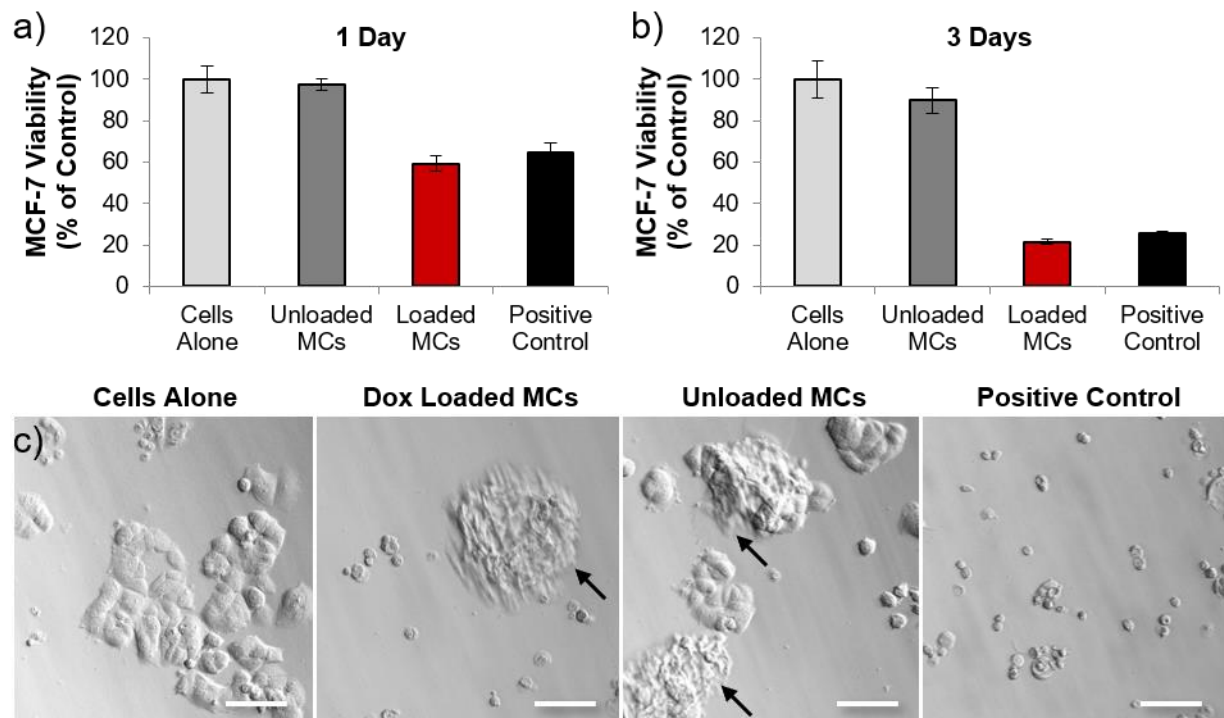 a)
1 Day
MCF-7 Viability
(% of Control)
120
100
80
60
40
20
0
Cells
Alone
Unloaded
MCs
Loaded
MCs
Positive
Control
b)
3 Days
MCF-7 Viability
(% of Control)
120
100
80
60
40
20
0
Cells
Alone
Unloaded
MCs
Loaded
MCs
Positive
Control
c)
Cells Alone
Dox Loaded MCs
Unloaded MCs
Positive Control